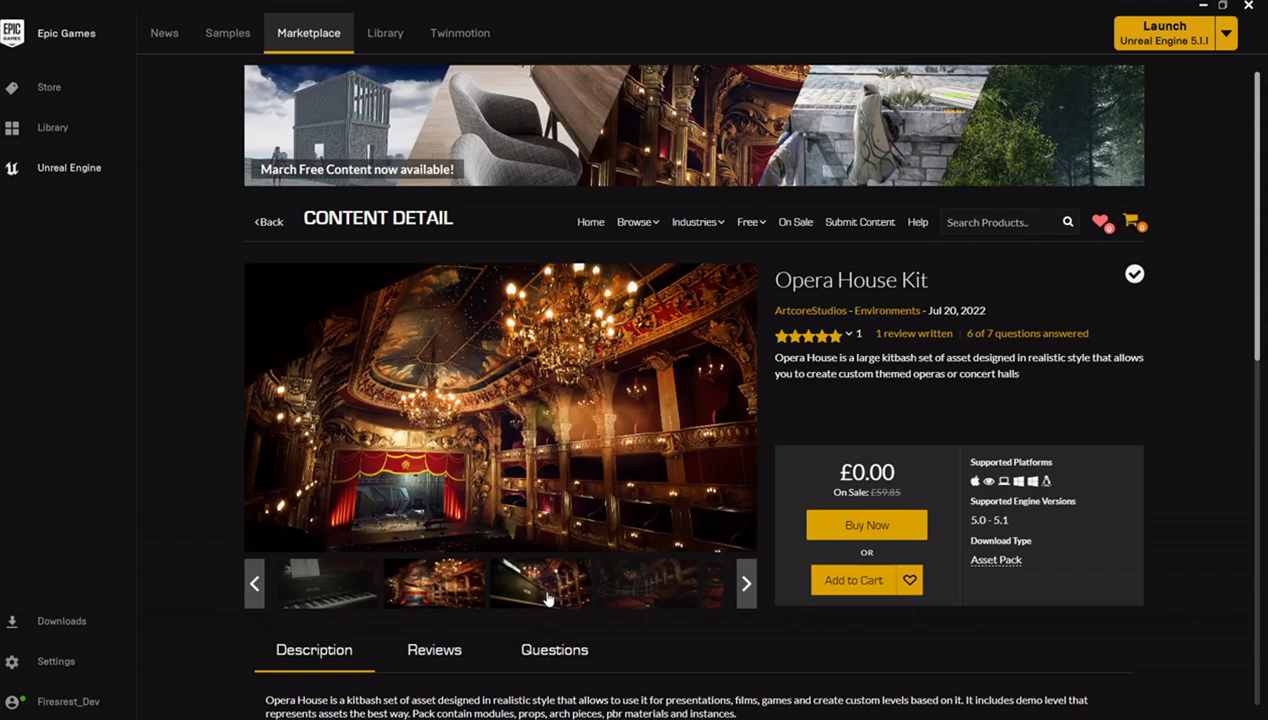 EPIC
GAMES
Epic Games
News
Samples
Marketplace
Library
Twinmotion
Launch
Unreal Engine 5.1.1
Store
Library
Unreal Engine
March Free Content now available!
‹Back
CONTENT DETAIL
Home
Browse
Industries
Free
On Sale
Submit Content
Help
Search Products..
0
0
Opera House Kit
ArtcoreStudios - Environments - Jul 20, 2022
1
1 review written | 6 of 7 questions answered
Opera House is a large kitbash set of asset designed in realistic style that allows
you to create custom themed operas or concert halls
£0.00
On Sale: £59.85
Buy Now
OR
Add to Cart
Supported Platforms
Supported Engine Versions
5.0 - 5.1
Download Type
Asset Pack
Downloads
Settings
Firesrest_Dev
Description
Reviews
Questions
Opera House is a kitbash set of asset designed in realistic style that allows to use it for presentations, films, games and create custom levels based on it. It includes demo level that
represents assets the best way. Pack contain modules, props, arch pieces, pbr materials and instances.